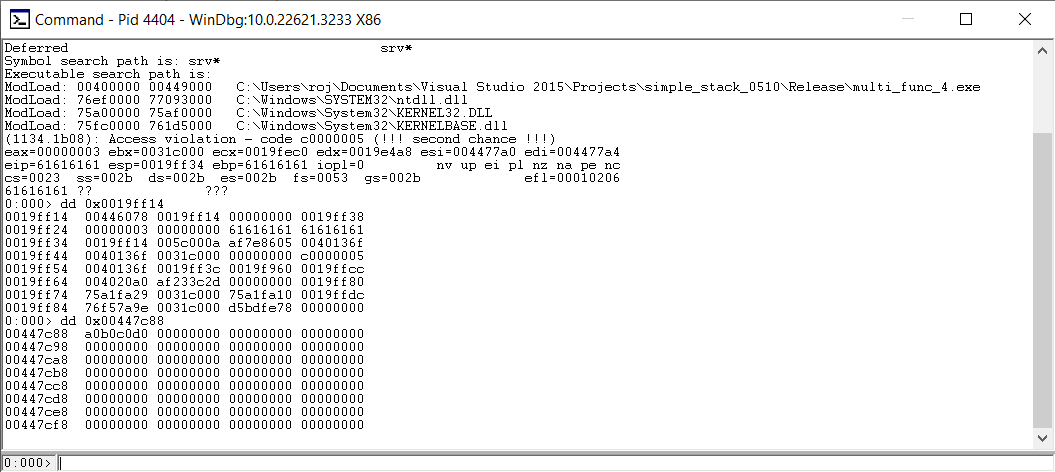 Command - Pid 4404 - WinDbg:10.0.22621.3233 X86
Deferred                                       srv*
Symbol search path is: srv*
Executable search path is:
ModLoad: 00400000 00449000   C:\Users\roj\Documents\Visual Studio 2015\Projects\simple_stack_0510\Release\multi_func_4.exe
ModLoad: 76ef0000 77093000   C:\Windows\SYSTEM32\ntdll.dll
ModLoad: 75a00000 75af0000   C:\Windows\System32\KERNEL32.DLL
ModLoad: 75fc0000 761d5000   C:\Windows\System32\KERNELBASE.dll
(1134.1b08): Access violation - code c0000005 (!!! second chance !!!)
eax=00000003 ebx=0031c000 ecx=0019fec0 edx=0019e4a8 esi=004477a0 edi=004477a4
eip=61616161 esp=0019ff34 ebp=61616161 iopl=0         nv up ei pl nz na pe nc
cs=0023  ss=002b  ds=002b  es=002b  fs=0053  gs=002b             efl=00010206
61616161 ??              ???
0:000> dd 0x0019ff14
0019ff14  00446078 0019ff14 00000000 0019ff38
0019ff24  00000003 00000000 61616161 61616161
0019ff34  0019ff14 005c000a af7e8605 0040136f
0019ff44  0040136f 0031c000 00000000 c0000005
0019ff54  0040136f 0019ff3c 0019f960 0019ffcc
0019ff64  004020a0 af233c2d 00000000 0019ff80
0019ff74  75a1fa29 0031c000 75a1fa10 0019ffdc
0019ff84  76f57a9e 0031c000 d5bdfe78 00000000
0:000> dd 0x00447c88
00447c88  a0b0c0d0 00000000 00000000 00000000
00447c98  00000000 00000000 00000000 00000000
00447ca8  00000000 00000000 00000000 00000000
00447cb8  00000000 00000000 00000000 00000000
00447cc8  00000000 00000000 00000000 00000000
00447cd8  00000000 00000000 00000000 00000000
00447ce8  00000000 00000000 00000000 00000000
00447cf8  00000000 00000000 00000000 00000000
0:000>